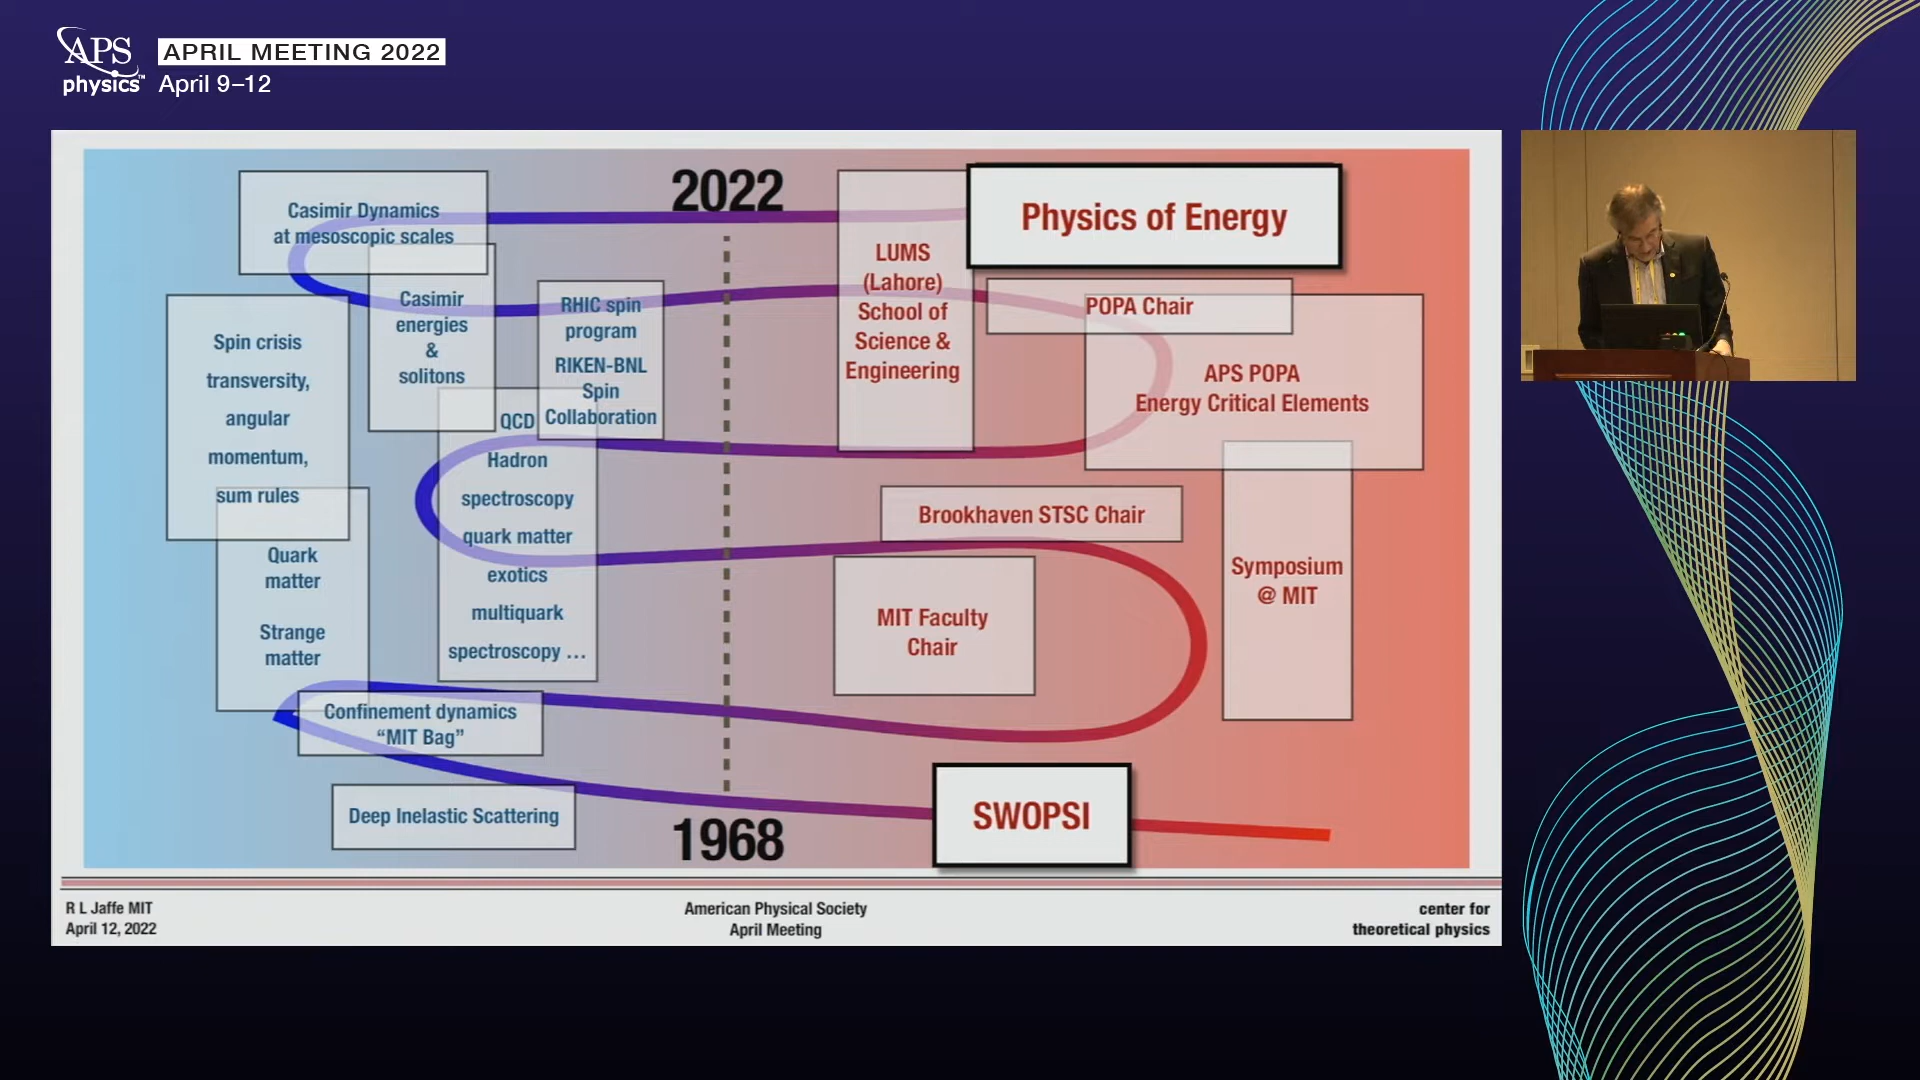 APS
physics™
APRIL MEETING 2022
April 9–12
2022
Casimir Dynamics
at mesoscopic scales
Physics of Energy
LUMS
(Lahore)
School of
Science &
Engineering
POPA Chair
Casimir
energies
&
solitons
RHIC spin
program
RIKEN-BNL
Spin
Collaboration
Spin crisis
transversity,
angular
momentum,
sum rules
APS POPA
Energy Critical Elements
QCD
Hadron
spectroscopy
quark matter
exotics
multiquark
spectroscopy …
Brookhaven STSC Chair
Quark
matter
Strange
matter
MIT Faculty
Chair
Symposium
@ MIT
Confinement dynamics
“MIT Bag”
Deep Inelastic Scattering
SWOPSI
1968
R L Jaffe MIT
April 12, 2022
American Physical Society
April Meeting
center for
theoretical physics